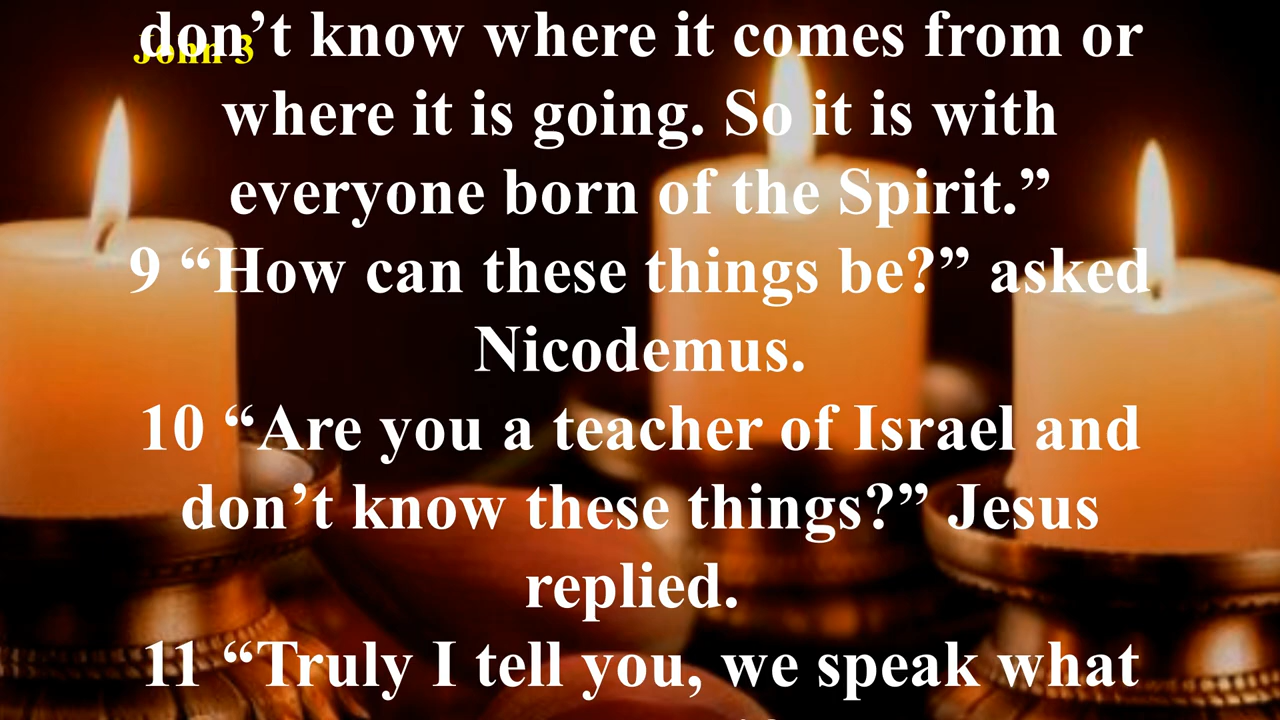 John 3
don’t know where it comes from or
where it is going. So it is with
everyone born of the Spirit.”
9 “How can these things be?” asked
Nicodemus.
10 “Are you a teacher of Israel and
don’t know these things?” Jesus
replied.
11 “Truly I tell you, we speak what